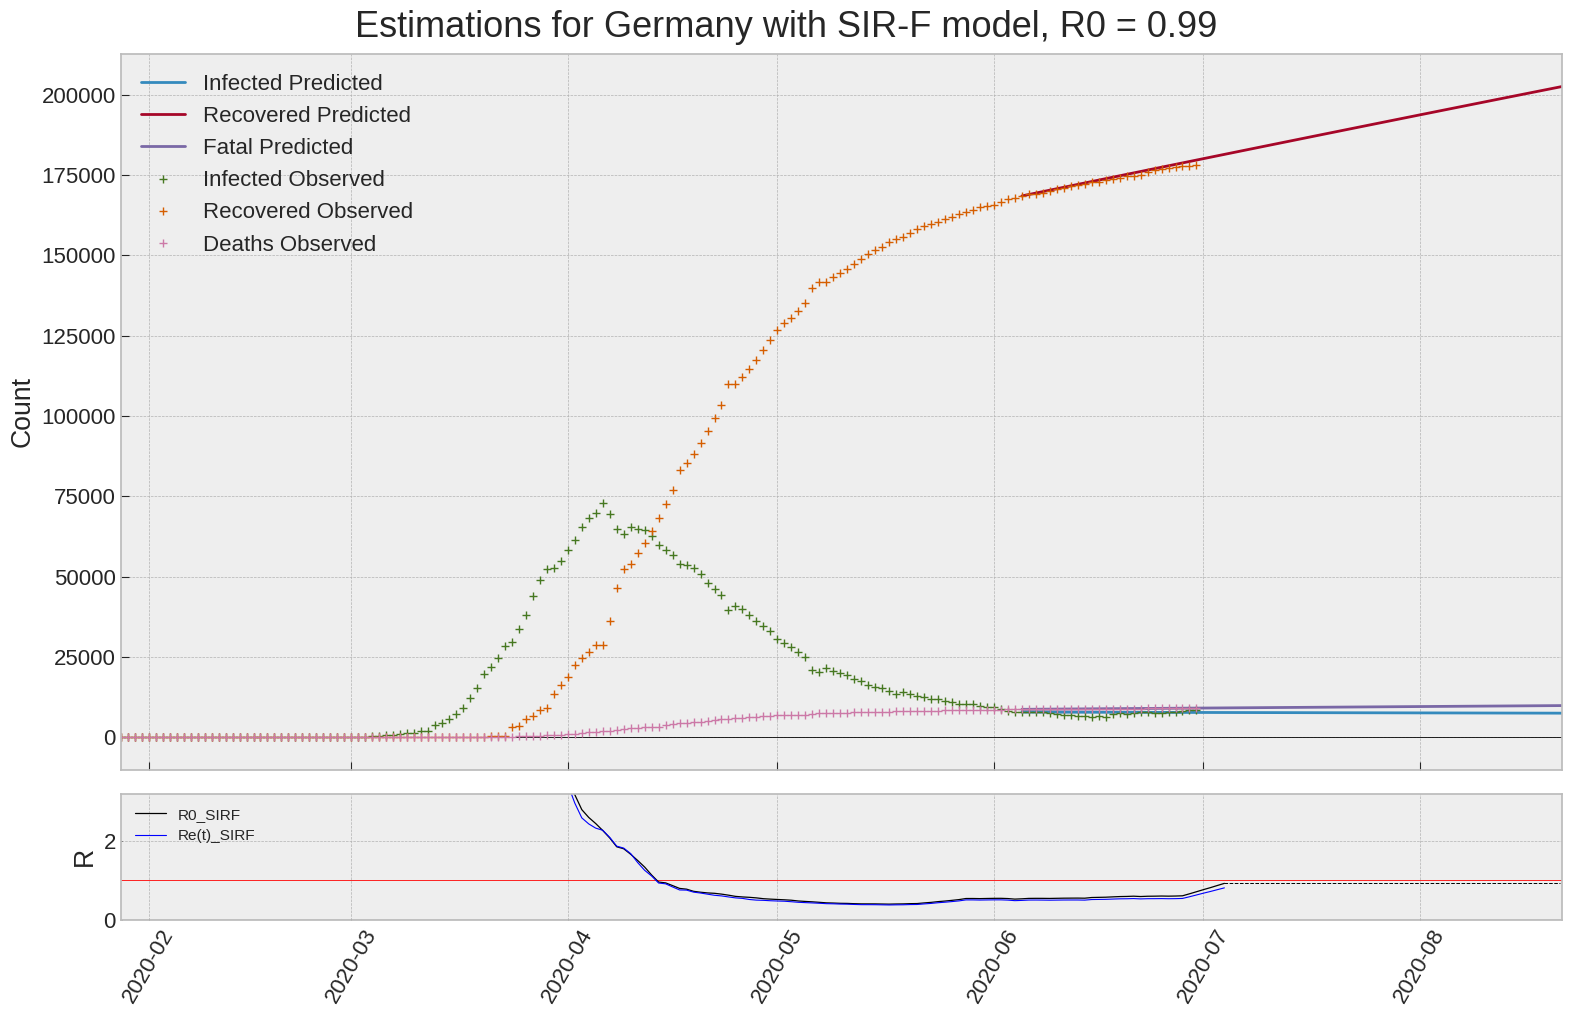 Estimations for Germany with SIR-F model, R0 = 0.99
Infected Predicted
Recovered Predicted
Fatal Predicted
Infected Observed
Recovered Observed
Deaths Observed
200000
175000
150000
125000
100000
75000
50000
25000
0
Count
R0_SIRF
Re(t)_SIRF
2
0
R
2020-02
2020-03
2020-04
2020-05
2020-06
2020-07
2020-08